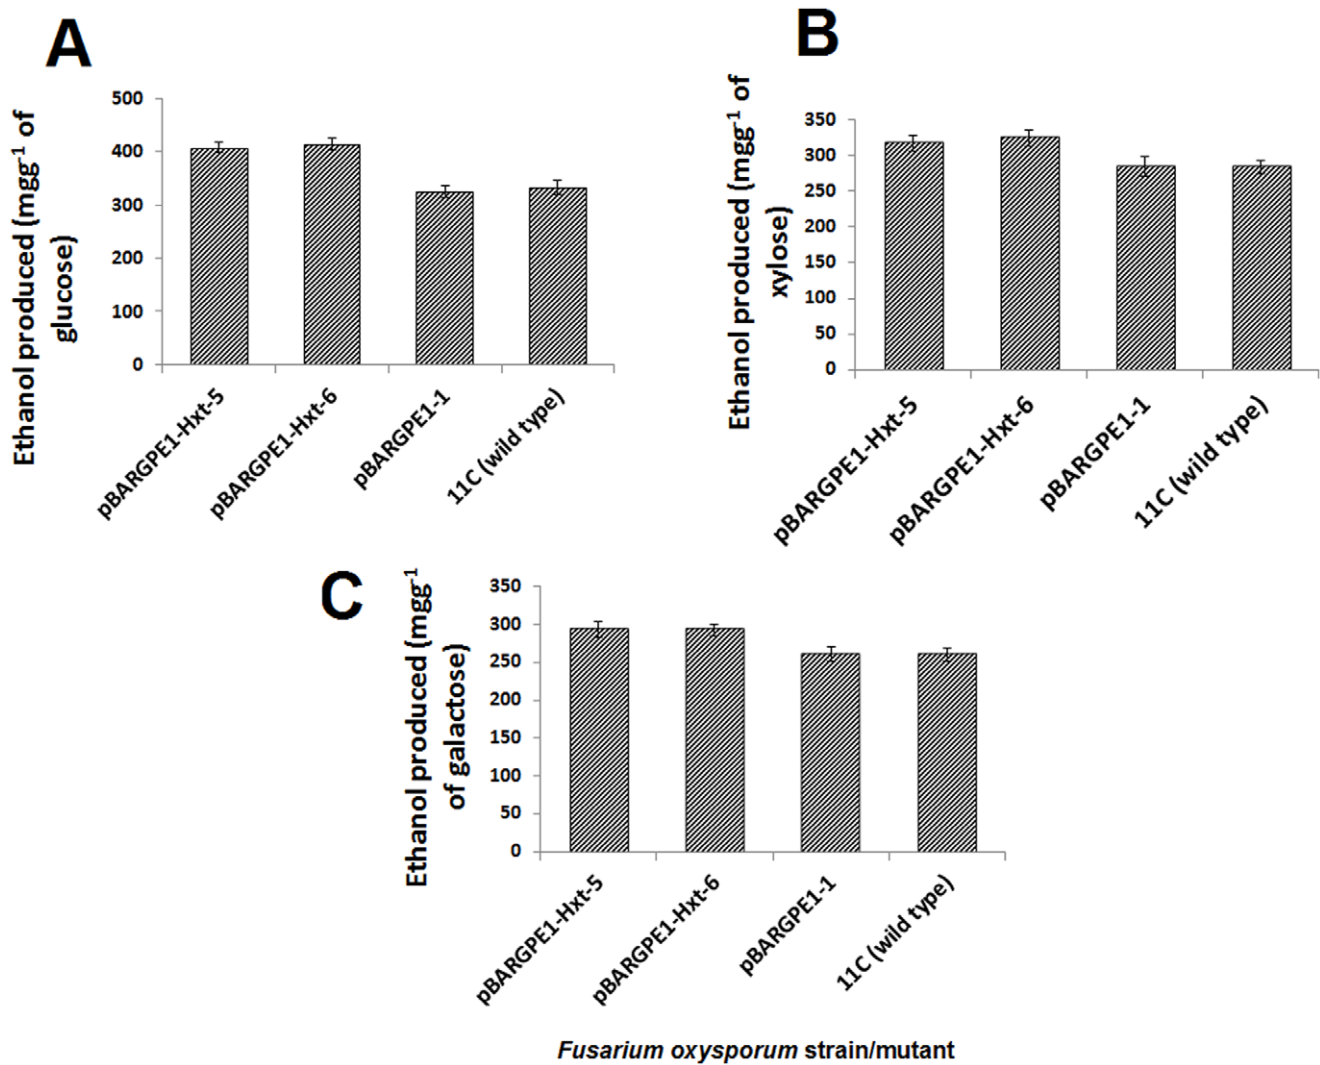 A
Ethanol produced (mgg-1 of
glucose)
500
400
300
200
100
0
pBARGPE1-Hxt-5
pBARGPE1-Hxt-6
pBARGPE1-1
11C (wild type)
B
Ethanol produced (mgg-1 of
xylose)
350
300
250
200
150
100
50
0
pBARGPE1-Hxt-5
pBARGPE1-Hxt-6
pBARGPE1-1
11C (wild type)
C
Ethanol produced (mgg-1
of galactose)
350
300
250
200
150
100
50
0
pBARGPE1-Hxt-5
pBARGPE1-Hxt-6
pBARGPE1-1
11C (wild type)
Fusarium oxysporum strain/mutant